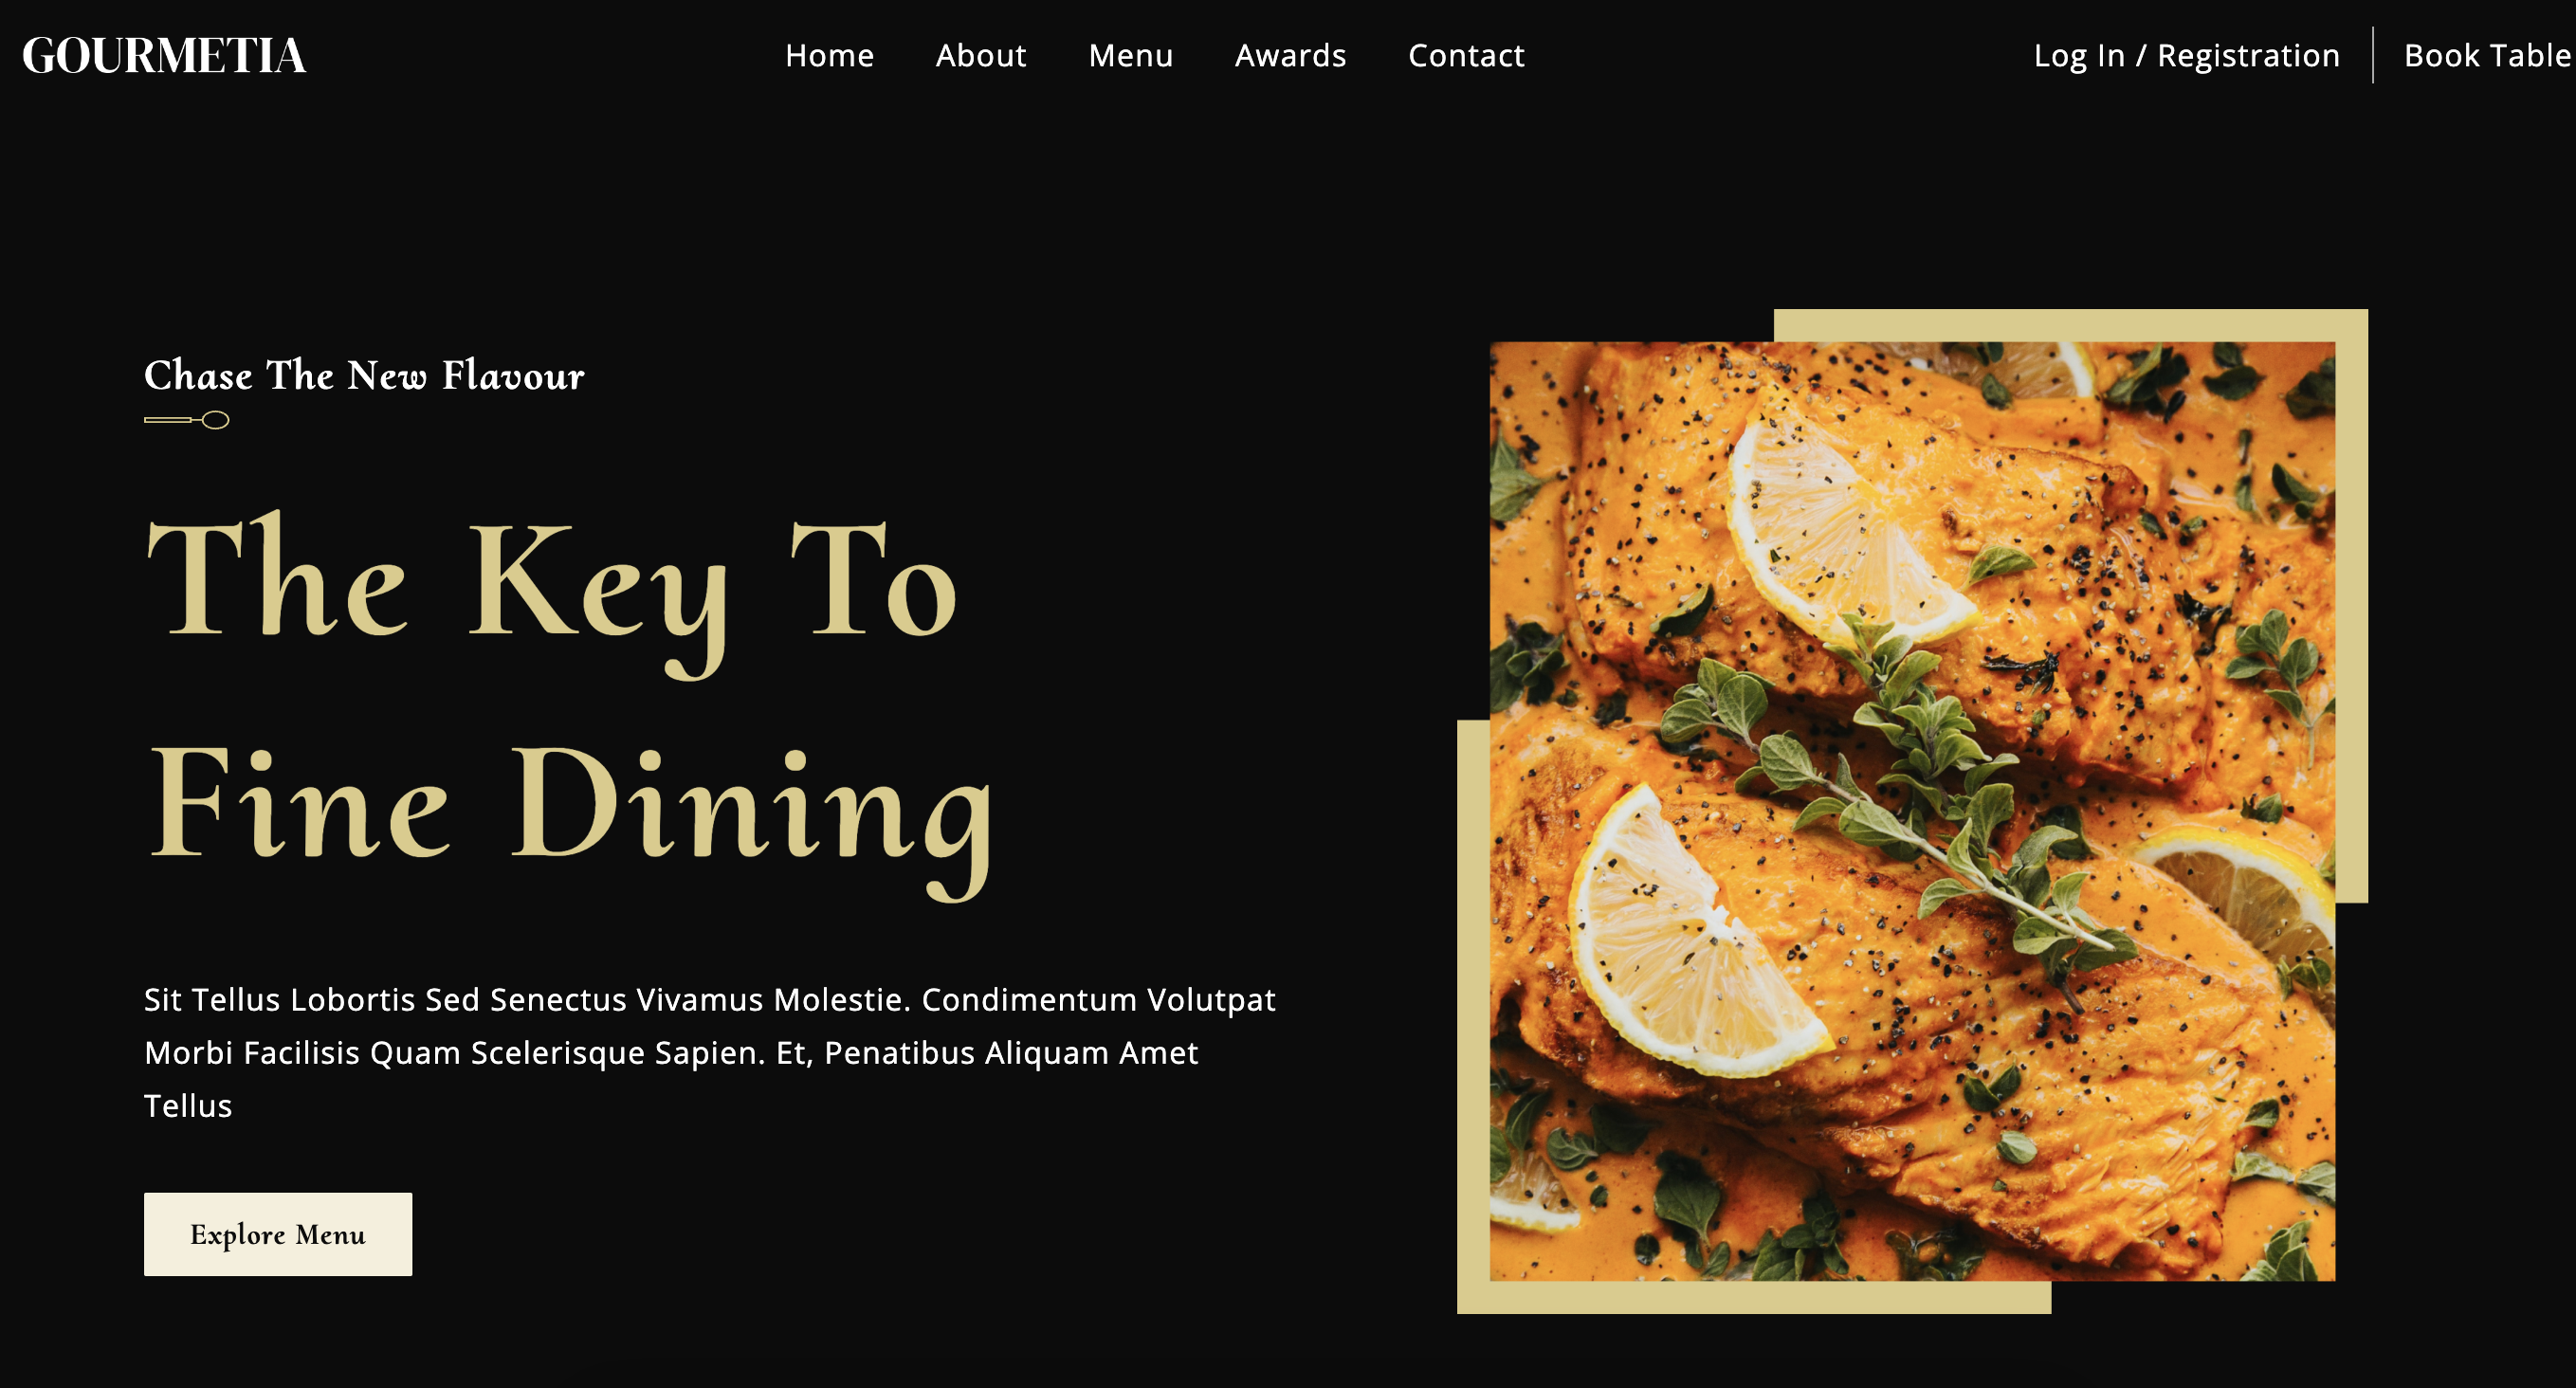 GOURMETIA
Home About Menu Awards Contact
Log In / Registration Book Table
Chase The New Flavour
The Key To
Fine Dining
Sit Tellus Lobortis Sed Senectus Vivamus Molestie. Condimentum Volutpat
Morbi Facilisis Quam Scelerisque Sapien. Et, Penatibus Aliquam Amet
Tellus
Explore Menu